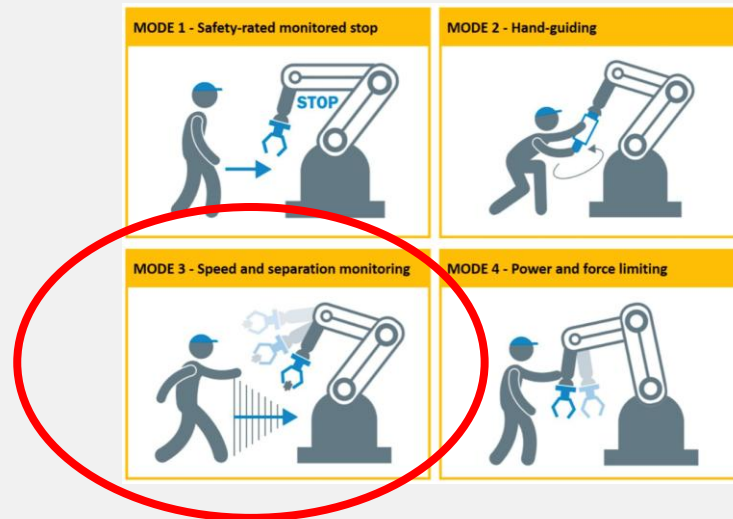 MODE 1 - Safety-rated monitored stop
STOP
MODE 2 - Hand-guiding
MODE 3 - Speed and separation monitoring
MODE 4 - Power and force limiting